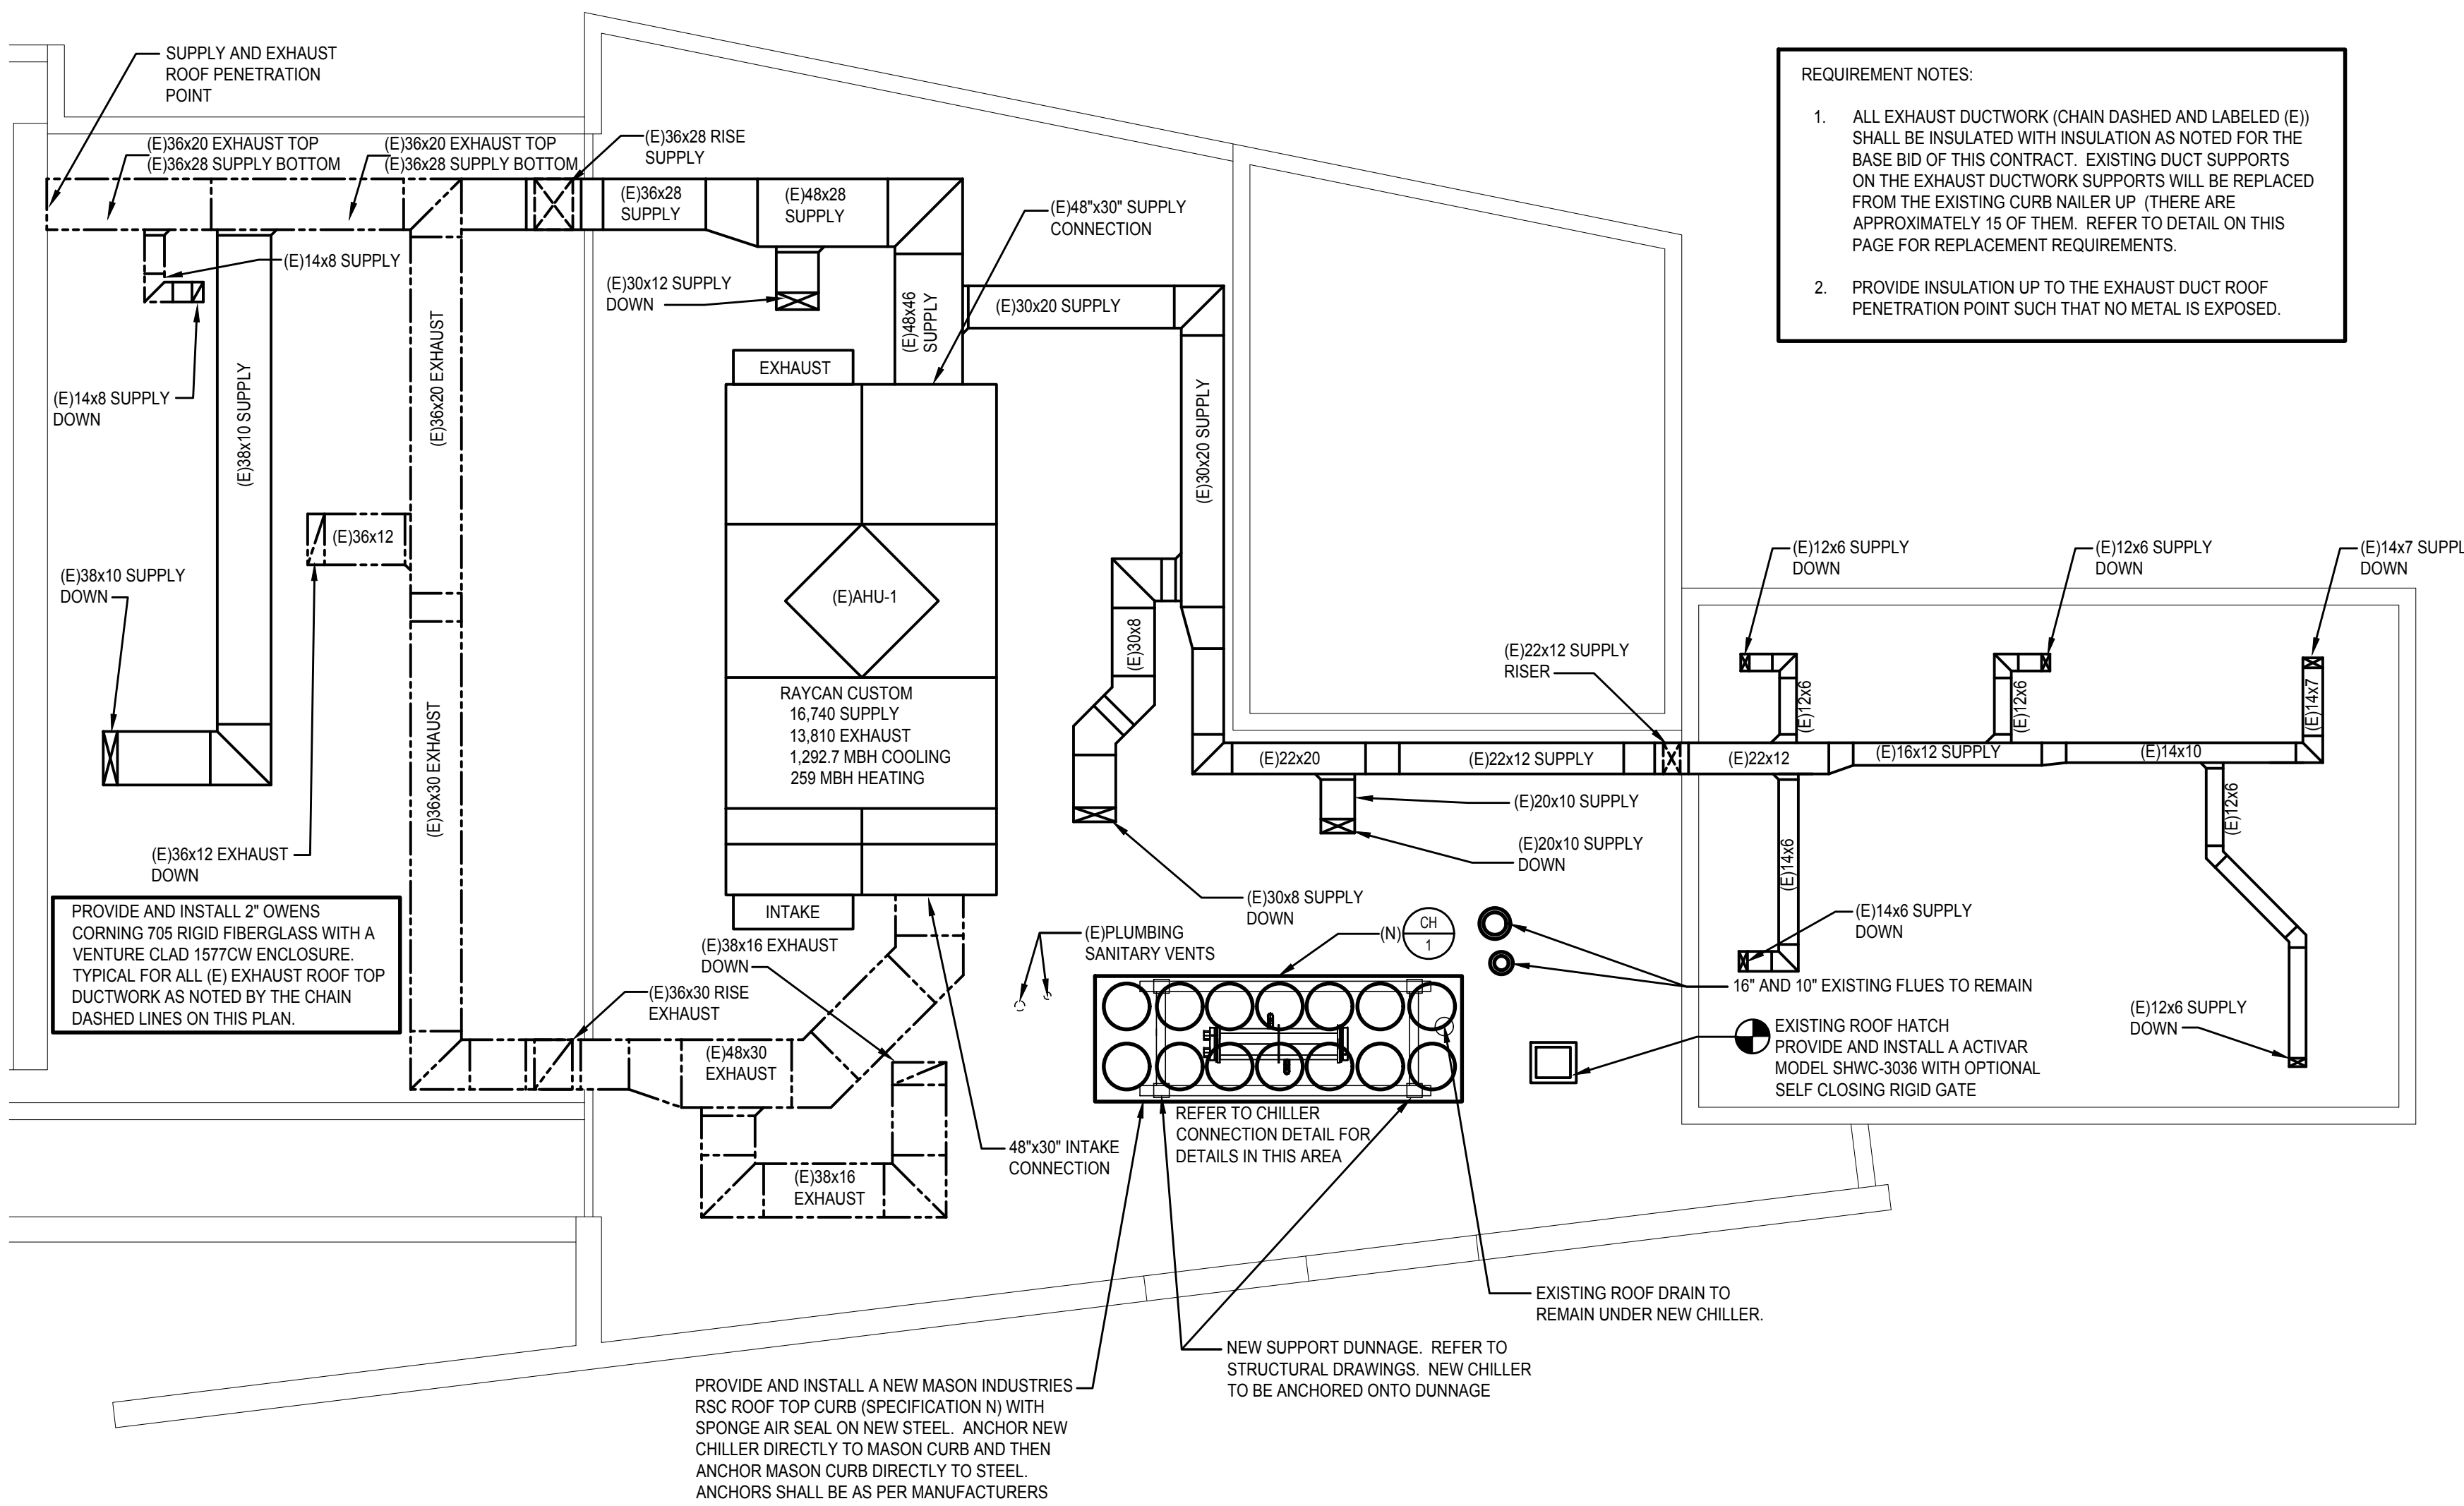 SUPPLY AND EXHAUST
ROOF PENETRATION
POINT
(E)36x20 EXHAUST TOP
(E)36x28 SUPPLY BOTTOM
(E)36x20 EXHAUST TOP
(E)36x28 SUPPLY BOTTOM
(E)36x28 RISE
SUPPLY
(E)36x28
SUPPLY
(E)48x28
SUPPLY
(E)48"x30" SUPPLY
CONNECTION
(E)14x8 SUPPLY
(E)30x12 SUPPLY
DOWN
(E)48x46
SUPPLY
(E)30x20 SUPPLY
REQUIREMENT NOTES:
1. ALL EXHAUST DUCTWORK (CHAIN DASHED AND LABELED (E))
SHALL BE INSULATED WITH INSULATION AS NOTED FOR THE
BASE BID OF THIS CONTRACT. EXISTING DUCT SUPPORTS
ON THE EXHAUST DUCTWORK SUPPORTS WILL BE REPLACED
FROM THE EXISTING CURB NAILER UP (THERE ARE
APPROXIMATELY 15 OF THEM. REFER TO DETAIL ON THIS
PAGE FOR REPLACEMENT REQUIREMENTS.
2. PROVIDE INSULATION UP TO THE EXHAUST DUCT ROOF
PENETRATION POINT SUCH THAT NO METAL IS EXPOSED.
(E)14x8 SUPPLY
DOWN
(E)38x10 SUPPLY
(E)36x20 EXHAUST
EXHAUST
(E)30x20 SUPPLY
(E)36x12
(E)38x10 SUPPLY
DOWN
(E)AHU-1
(E)30x8
(E)12x6 SUPPLY
DOWN
(E)12x6 SUPPLY
DOWN
(E)14x7 SUPPL
DOWN
(E)22x12 SUPPLY
RISER
(E)12x6
(E)12x6
(E)14x7
RAYCAN CUSTOM
16,740 SUPPLY
13,810 EXHAUST
1,292.7 MBH COOLING
259 MBH HEATING
(E)36x30 EXHAUST
(E)22x20
(E)22x12 SUPPLY
(E)22x12
(E)16x12 SUPPLY
(E)14x10
(E)20x10 SUPPLY
(E)20x10 SUPPLY
DOWN
(E)14x6
(E)12x6
(E)36x12 EXHAUST
DOWN
(E)30x8 SUPPLY
DOWN
PROVIDE AND INSTALL 2" OWENS
CORNING 705 RIGID FIBERGLASS WITH A
VENTURE CLAD 1577CW ENCLOSURE.
TYPICAL FOR ALL (E) EXHAUST ROOF TOP
DUCTWORK AS NOTED BY THE CHAIN
DASHED LINES ON THIS PLAN.
INTAKE
(E)38x16 EXHAUST
DOWN
(E)PLUMBING
SANITARY VENTS
(N)
CH
1
(E)14x6 SUPPLY
DOWN
16" AND 10" EXISTING FLUES TO REMAIN
(E)36x30 RISE
EXHAUST
(E)12x6 SUPPLY
DOWN
EXISTING ROOF HATCH
PROVIDE AND INSTALL A ACTIVAR
MODEL SHWC-3036 WITH OPTIONAL
SELF CLOSING RIGID GATE
(E)48x30
EXHAUST
REFER TO CHILLER
CONNECTION DETAIL FOR
DETAILS IN THIS AREA
48"x30" INTAKE
CONNECTION
(E)38x16
EXHAUST
EXISTING ROOF DRAIN TO
REMAIN UNDER NEW CHILLER.
NEW SUPPORT DUNNAGE. REFER TO
STRUCTURAL DRAWINGS. NEW CHILLER
TO BE ANCHORED ONTO DUNNAGE
PROVIDE AND INSTALL A NEW MASON INDUSTRIES
RSC ROOF TOP CURB (SPECIFICATION N) WITH
SPONGE AIR SEAL ON NEW STEEL. ANCHOR NEW
CHILLER DIRECTLY TO MASON CURB AND THEN
ANCHOR MASON CURB DIRECTLY TO STEEL.
ANCHORS SHALL BE AS PER MANUFACTURERS